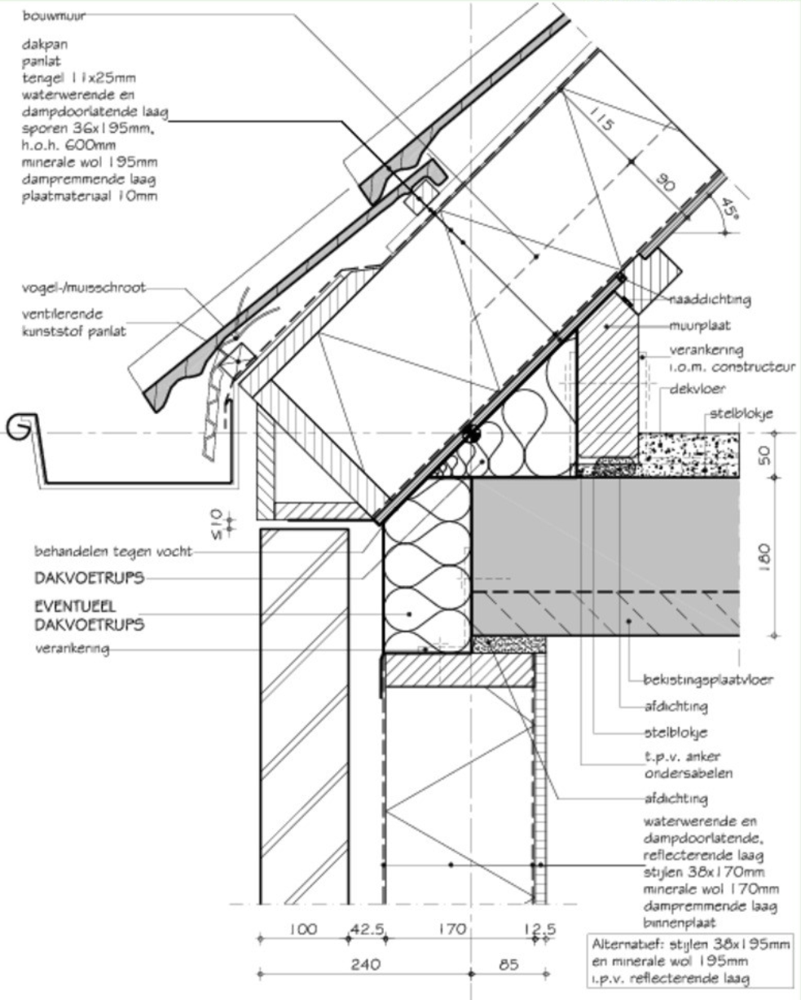 bouwmuur
dakpan
panlat
tengel 11x25mm
waterwerende en
dampdoorlatende laag
sporen 36x195mm,
h.o.h. 600mm
minerale wol 195mm
dampremmende laag
plaatmateriaal 10mm
115
90
45°
vogel-/muisschroot
ventilerende
kunststof panlat
naaddichting
muurplaat
verankering
i.o.m. constructeur
dekvloer
stelblokje
50
180
≤10
behandelen tegen vocht
DAKVOETRUPS
EVENTUEEL
DAKVOETRUPS
verankering
bekistingsplaatvloer
afdichting
stelblokje
t.p.v. anker
ondersabelen
afdichting
waterwerende en
dampdoorlatende,
reflecterende laag
stijlen 38x170mm
minerale wol 170mm
dampremmende laag
binnenplaat
100 42.5 170 12.5
240 85
Alternatief: stijlen 38x195mm
en minerale wol 195mm
i.p.v. reflecterende laag